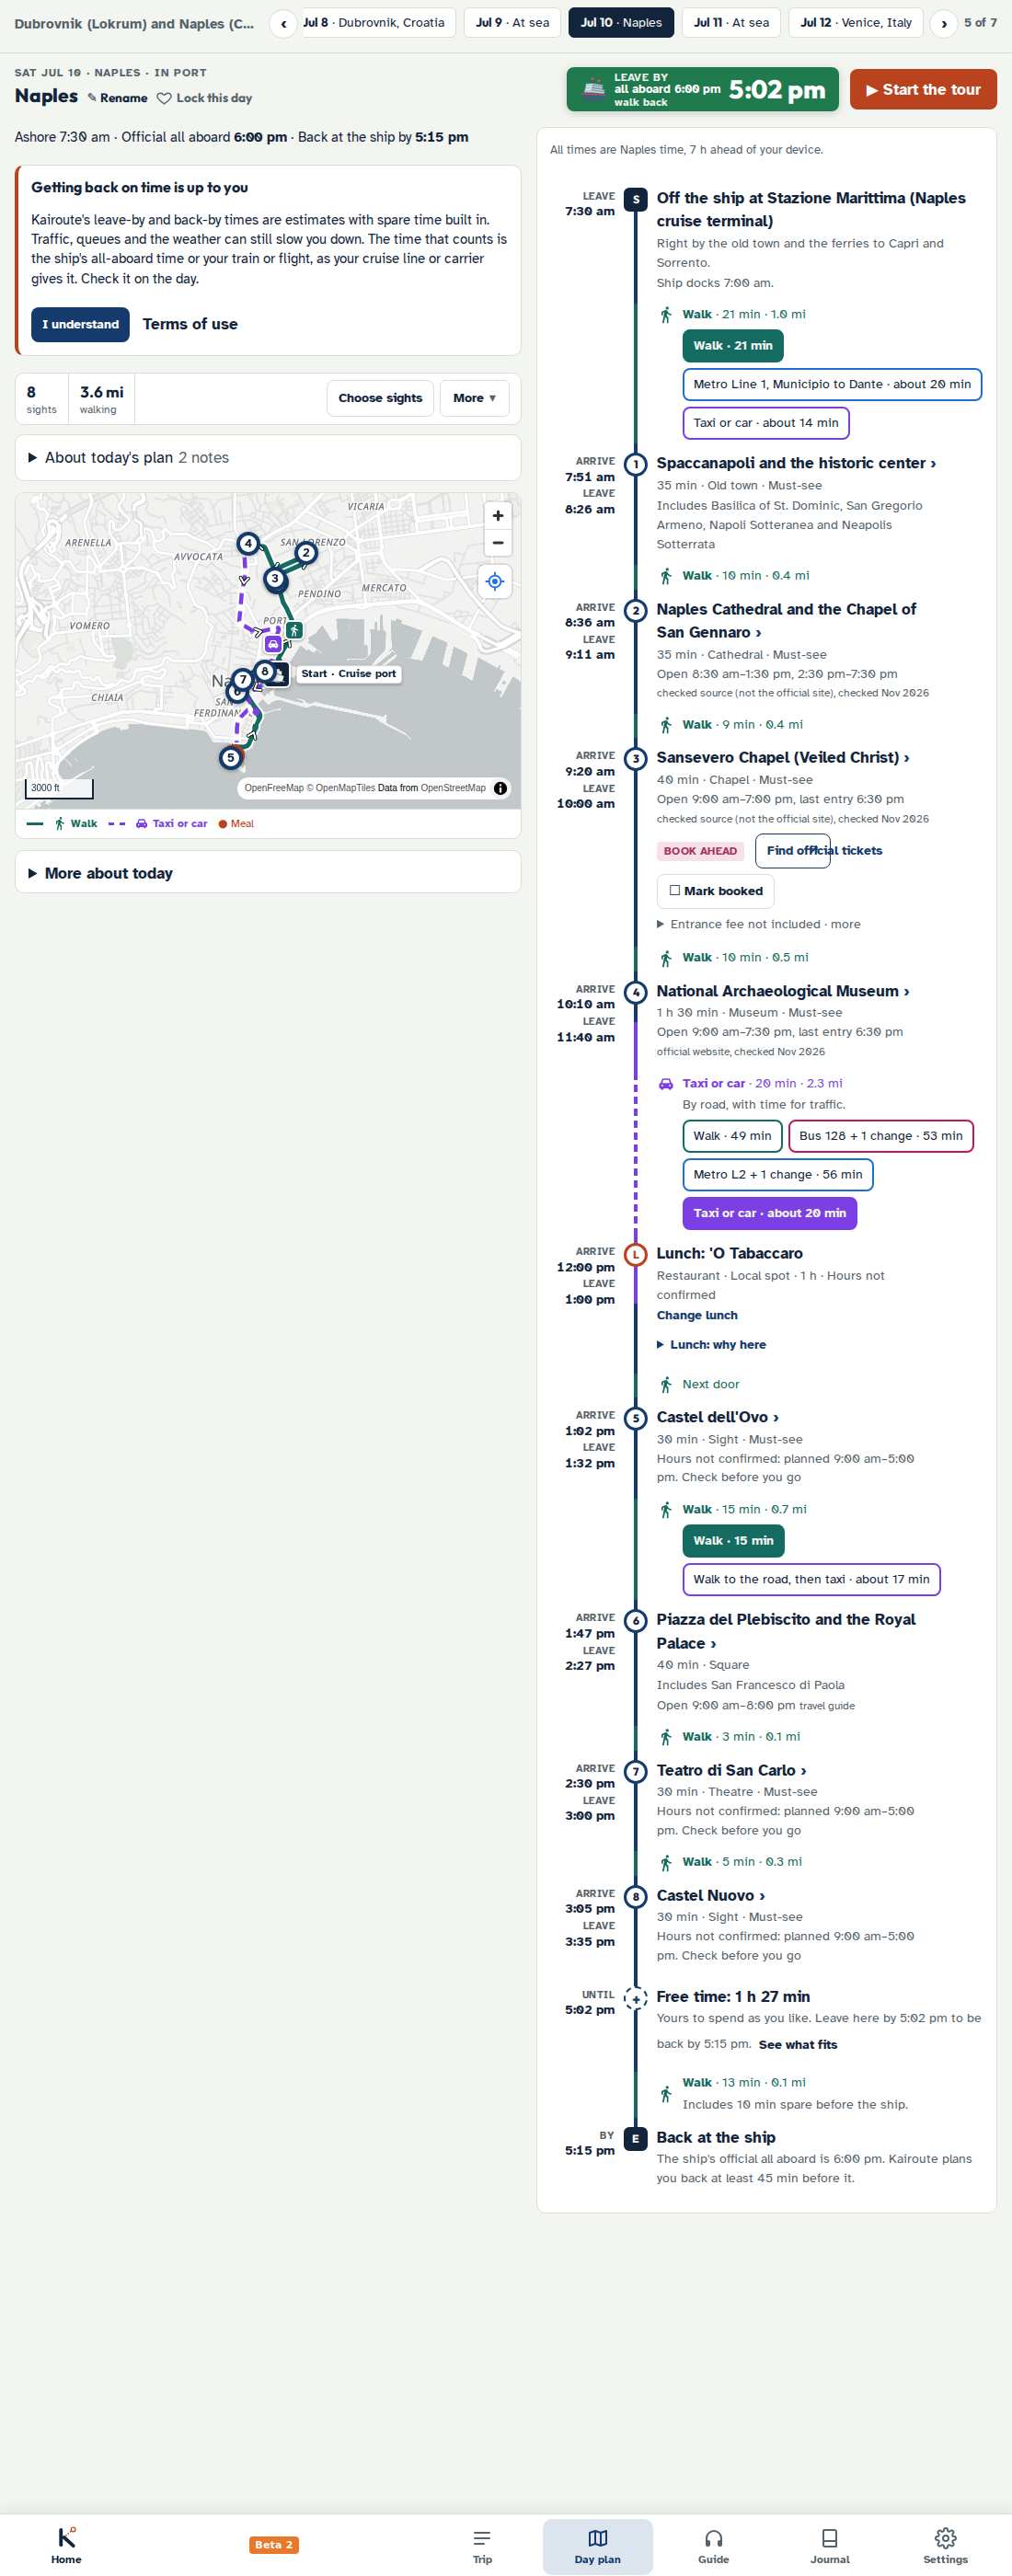 Dubrovnik (Lokrum) and Naples (C...
‹
Jul 8 · Dubrovnik, Croatia
Jul 9 · At sea
Jul 10 · Naples
Jul 11 · At sea
Jul 12 · Venice, Italy
›
5 of 7
SAT JUL 10 · NAPLES · IN PORT
Naples ✎ Rename Lock this day
LEAVE BY
all aboard 6:00 pm
walk back
5:02 pm
▶ Start the tour
Ashore 7:30 am · Official all aboard 6:00 pm · Back at the ship by 5:15 pm
Getting back on time is up to you
Kairoute's leave-by and back-by times are estimates with spare time built in.
Traffic, queues and the weather can still slow you down. The time that counts is
the ship's all-aboard time or your train or flight, as your cruise line or carrier
gives it. Check it on the day.
I understand
Terms of use
8
sights
3.6 mi
walking
Choose sights
More ▼
▶ About today's plan 2 notes
VICARIA
ARENELLA
SAN LORENZO
AVVOCATA
4
2
3
PENDINO
MERCATO
VOMERO
PORT
8
7
6
Start · Cruise port
Na
CHIAIA
SAN
FERDINAN
5
+
−
3000 ft
OpenFreeMap © OpenMapTiles Data from OpenStreetMap
Walk
Taxi or car
Meal
▶ More about today
All times are Naples time, 7 h ahead of your device.
LEAVE
7:30 am
S
Off the ship at Stazione Marittima (Naples
cruise terminal)
Right by the old town and the ferries to Capri and
Sorrento.
Ship docks 7:00 am.
Walk · 21 min · 1.0 mi
Walk · 21 min
Metro Line 1, Municipio to Dante · about 20 min
Taxi or car · about 14 min
ARRIVE
7:51 am
LEAVE
8:26 am
1
Spaccanapoli and the historic center ›
35 min · Old town · Must-see
Includes Basilica of St. Dominic, San Gregorio
Armeno, Napoli Sotteranea and Neapolis
Sotterrata
Walk · 10 min · 0.4 mi
ARRIVE
8:36 am
LEAVE
9:11 am
2
Naples Cathedral and the Chapel of
San Gennaro ›
35 min · Cathedral · Must-see
Open 8:30 am–1:30 pm, 2:30 pm–7:30 pm
checked source (not the official site), checked Nov 2026
Walk · 9 min · 0.4 mi
ARRIVE
9:20 am
LEAVE
10:00 am
3
Sansevero Chapel (Veiled Christ) ›
40 min · Chapel · Must-see
Open 9:00 am–7:00 pm, last entry 6:30 pm
checked source (not the official site), checked Nov 2026
BOOK AHEAD
Find official tickets
☐ Mark booked
▶ Entrance fee not included · more
Walk · 10 min · 0.5 mi
ARRIVE
10:10 am
LEAVE
11:40 am
4
National Archaeological Museum ›
1 h 30 min · Museum · Must-see
Open 9:00 am–7:30 pm, last entry 6:30 pm
official website, checked Nov 2026
Taxi or car · 20 min · 2.3 mi
By road, with time for traffic.
Walk · 49 min
Bus 128 + 1 change · 53 min
Metro L2 + 1 change · 56 min
Taxi or car · about 20 min
ARRIVE
12:00 pm
LEAVE
1:00 pm
L
Lunch: 'O Tabaccaro
Restaurant · Local spot · 1 h · Hours not
confirmed
Change lunch
▶ Lunch: why here
Next door
ARRIVE
1:02 pm
LEAVE
1:32 pm
5
Castel dell'Ovo ›
30 min · Sight · Must-see
Hours not confirmed: planned 9:00 am–5:00
pm. Check before you go
Walk · 15 min · 0.7 mi
Walk · 15 min
Walk to the road, then taxi · about 17 min
ARRIVE
1:47 pm
LEAVE
2:27 pm
6
Piazza del Plebiscito and the Royal
Palace ›
40 min · Square
Includes San Francesco di Paola
Open 9:00 am–8:00 pm travel guide
Walk · 3 min · 0.1 mi
ARRIVE
2:30 pm
LEAVE
3:00 pm
7
Teatro di San Carlo ›
30 min · Theatre · Must-see
Hours not confirmed: planned 9:00 am–5:00
pm. Check before you go
Walk · 5 min · 0.3 mi
ARRIVE
3:05 pm
LEAVE
3:35 pm
8
Castel Nuovo ›
30 min · Sight · Must-see
Hours not confirmed: planned 9:00 am–5:00
pm. Check before you go
UNTIL
5:02 pm
+
Free time: 1 h 27 min
Yours to spend as you like. Leave here by 5:02 pm to be
back by 5:15 pm. See what fits
Walk · 13 min · 0.1 mi
Includes 10 min spare before the ship.
BY
5:15 pm
E
Back at the ship
The ship's official all aboard is 6:00 pm. Kairoute plans
you back at least 45 min before it.
Home
Beta 2
Trip
Day plan
Guide
Journal
Settings